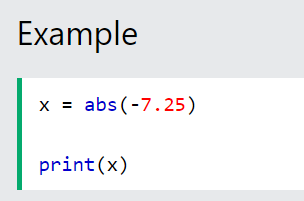 Example
x = abs(-7.25)
print(x)